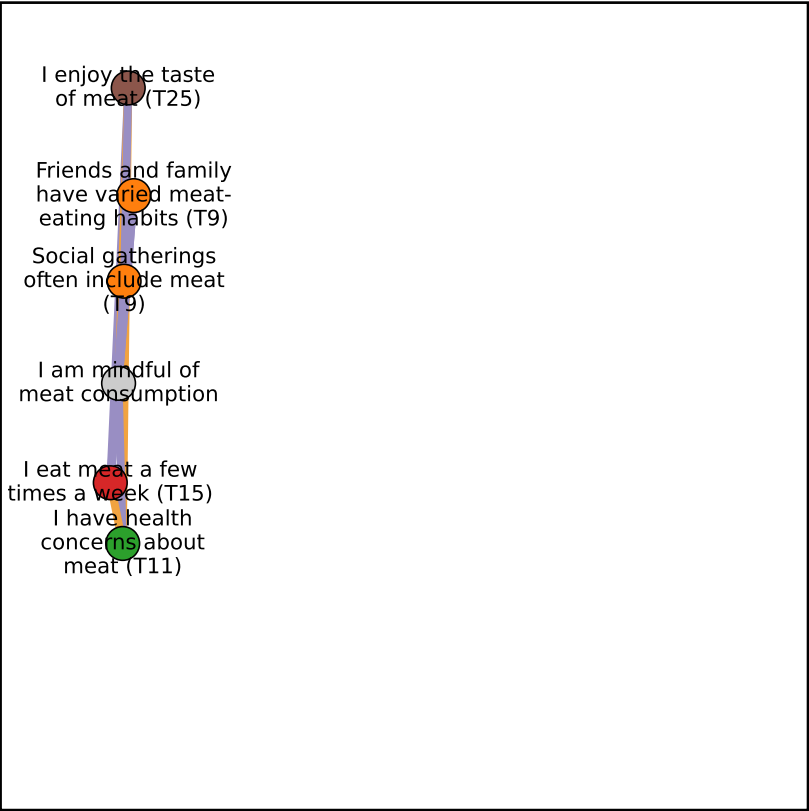 I enjoy the taste
of meat (T25)
Friends and family
have varied meat-
eating habits (T9)
Social gatherings
often include meat
(T9)
I am mindful of
meat consumption
I eat meat a few
times a week (T15)
I have health
concerns about
meat (T11)